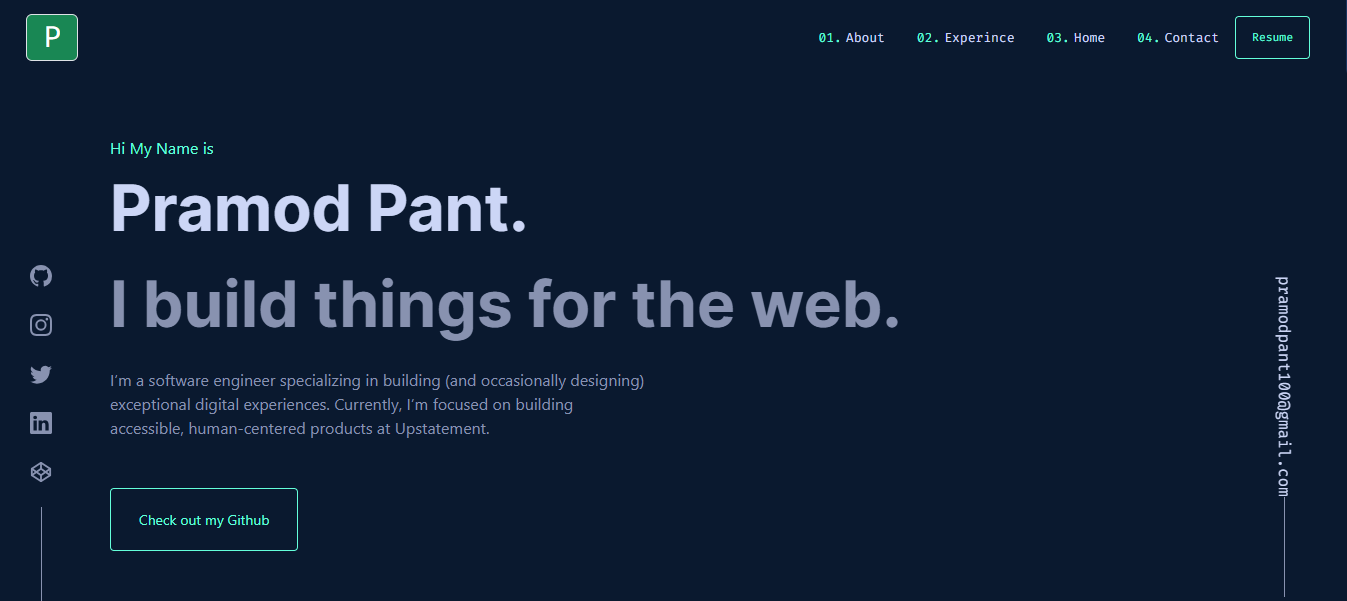 P
01. About 02. Experince 03. Home 04. Contact Resume
Hi My Name is
Pramod Pant.
I build things for the web.
I'm a software engineer specializing in building (and occasionally designing)
exceptional digital experiences. Currently, I'm focused on building
accessible, human-centered products at Upstatement.
Check out my Github
in
pramodpant100@gmail.com